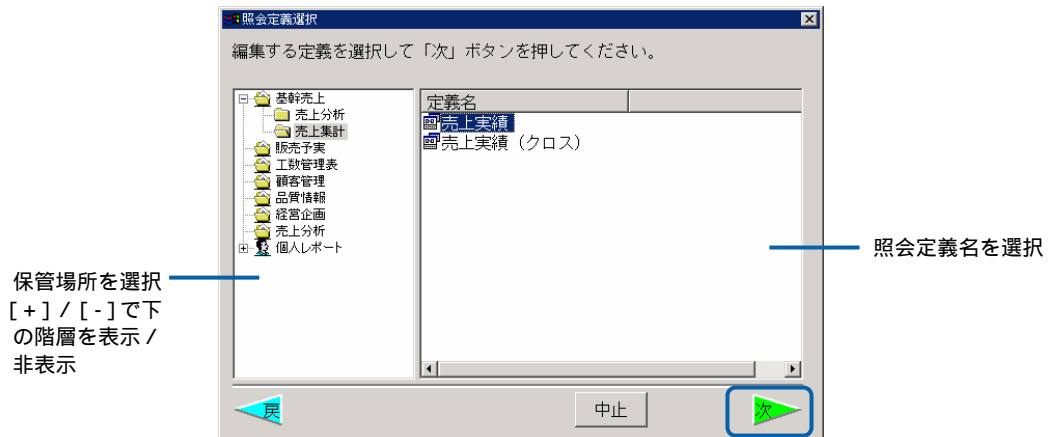 照会定義選択
編集する定義を選択して「次」ボタンを押してください。
基幹売上
売上分析
売上集計
販売予実
工数管理表
顧客管理
品質情報
経営企画
売上分析
個人レポート
定義名
売上実績
売上実績（クロス）
保管場所を選択
[+]/[-]で下
の階層を表示/
非表示
照会定義名を選択
戻
中止
次